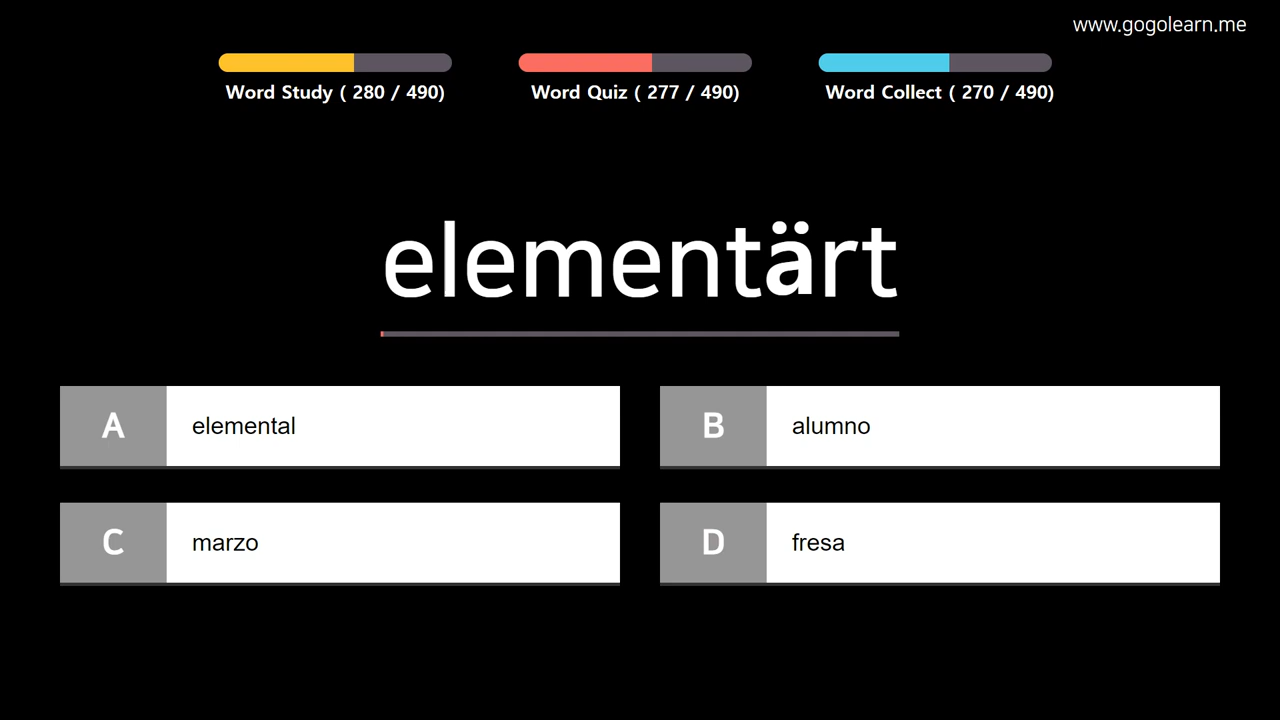 www.gogolearn.me
Word Study ( 280 / 490)
Word Quiz ( 277 / 490)
Word Collect ( 270 / 490)
elementärt
A elemental
B alumno
C marzo
D fresa